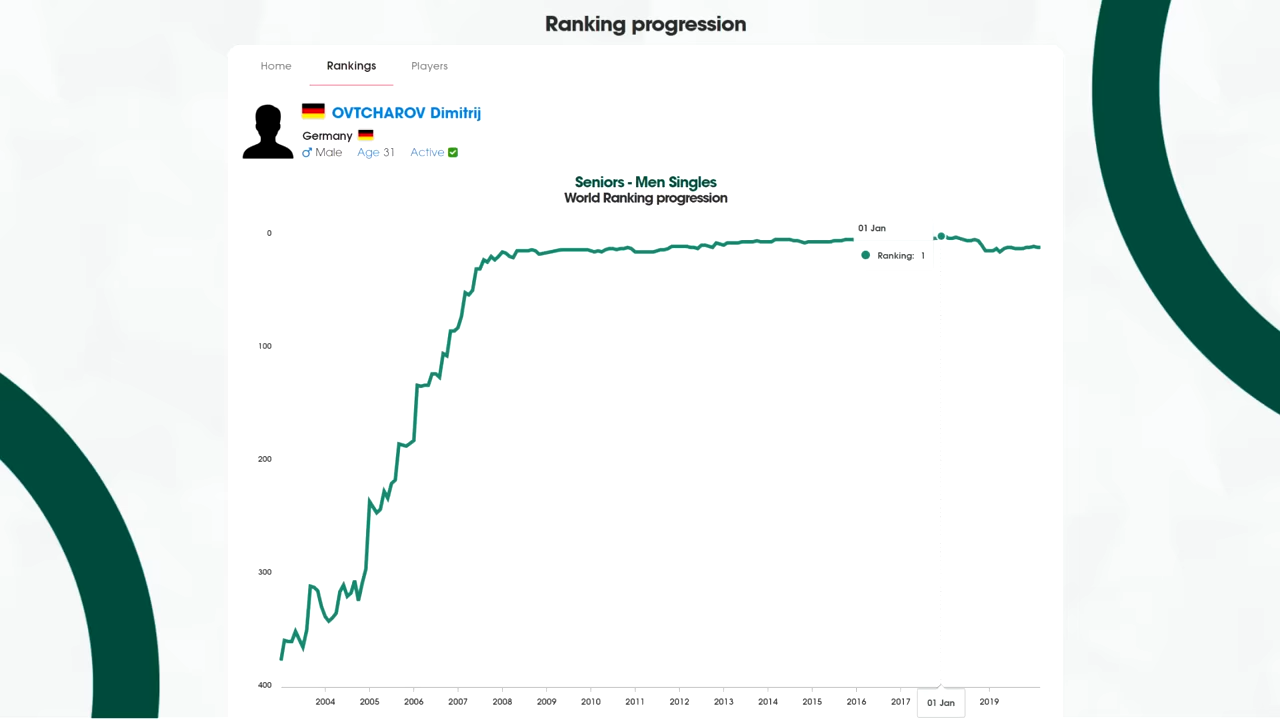 Ranking progression
Home Rankings Players
OVTCHAROV Dimitrij
Germany
Male Age 31 Active
Seniors - Men Singles
World Ranking progression
0
01 Jan
Ranking: 1
100
200
300
400
2004 2005 2006 2007 2008 2009 2010 2011 2012 2013 2014 2015 2016 2017 01 Jan 2019